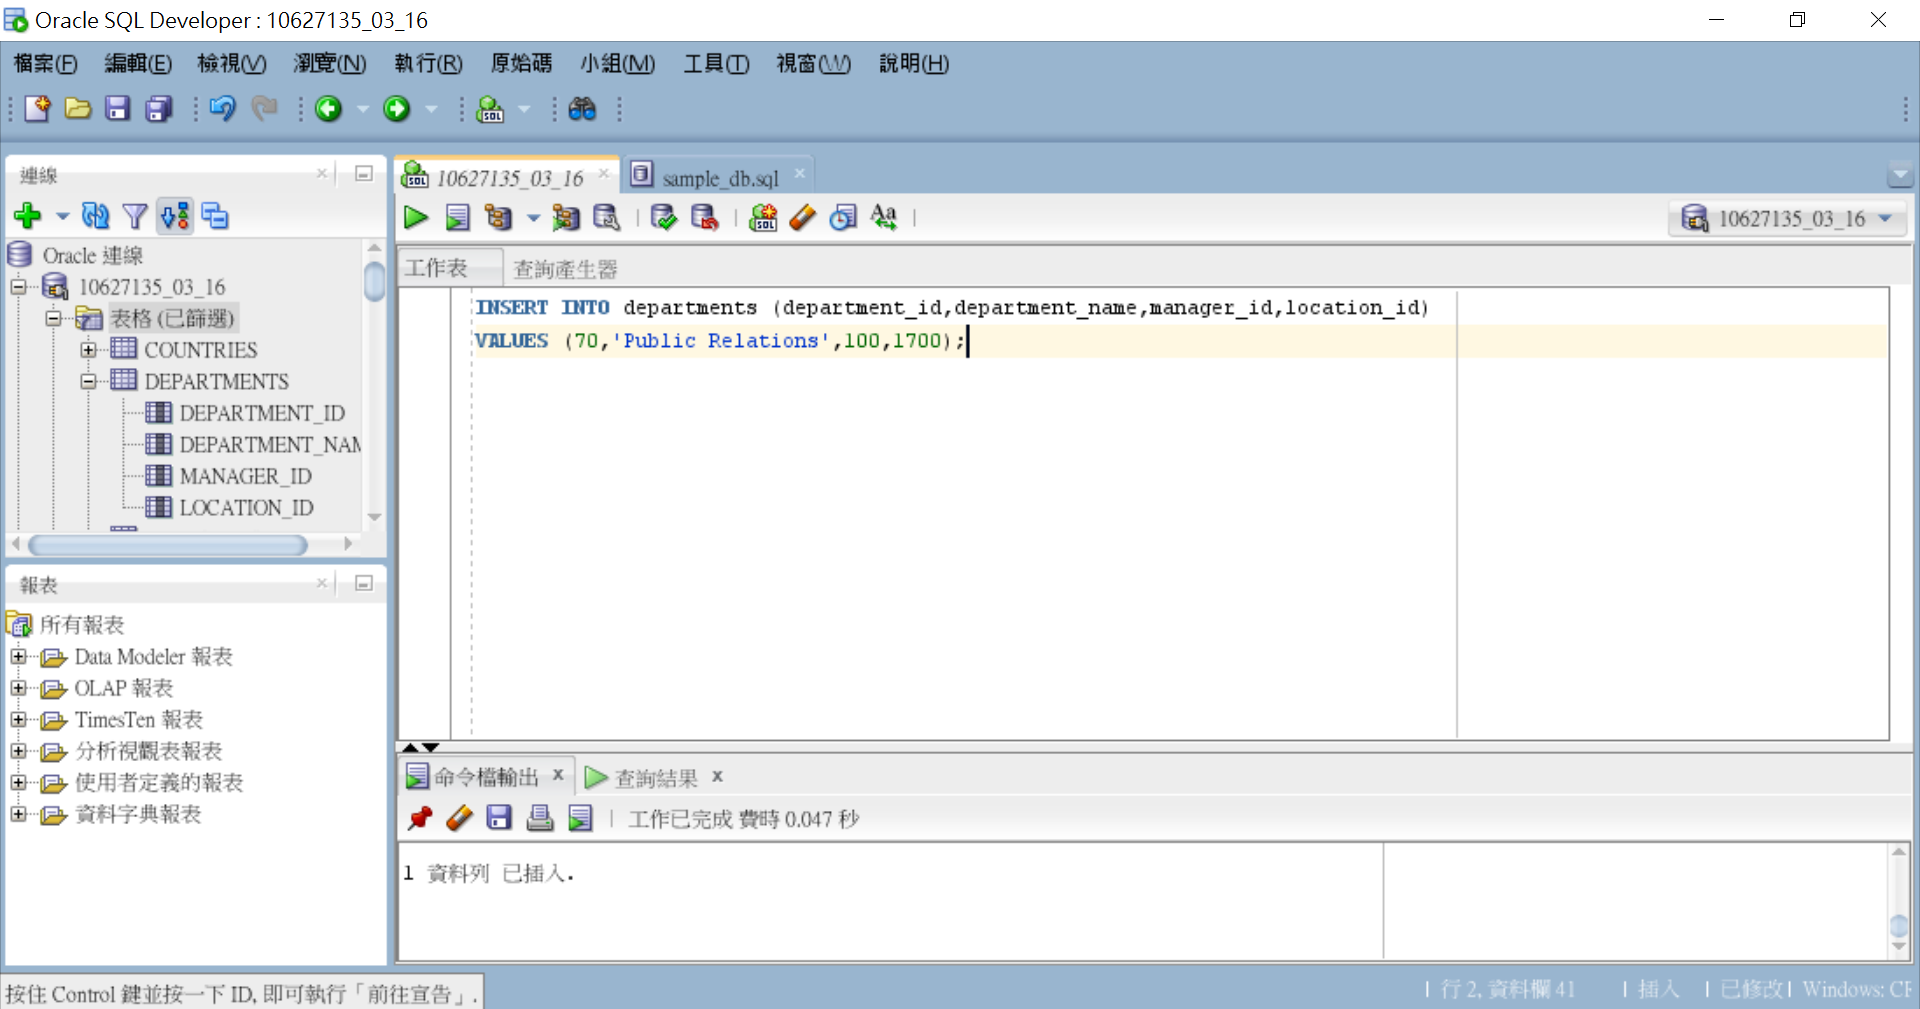 Oracle SQL Developer : 10627135_03_16
檔案(F) 編輯(E) 檢視(V) 瀏覽(N) 執行(R) 原始碼 小組(M) 工具(T) 視窗(W) 說明(H)
連線
Oracle 連線
10627135_03_16
表格 (已篩選)
COUNTRIES
DEPARTMENTS
DEPARTMENT_ID
DEPARTMENT_NAM
MANAGER_ID
LOCATION_ID
報表
所有報表
Data Modeler 報表
OLAP 報表
TimesTen 報表
分析視觀表報表
使用者定義的報表
資料字典報表
10627135_03_16 sample_db.sql
10627135_03_16
工作表 查詢產生器
INSERT INTO departments (department_id,department_name,manager_id,location_id)
VALUES (70,'Public Relations',100,1700);
命令檔輸出 查詢結果
工作已完成 費時 0.047 秒
1 資料列 已插入.
按住 Control 鍵並按一下 ID, 即可執行「前往宣告」.
行 2, 資料欄 41 插入 已修改 Windows: CF